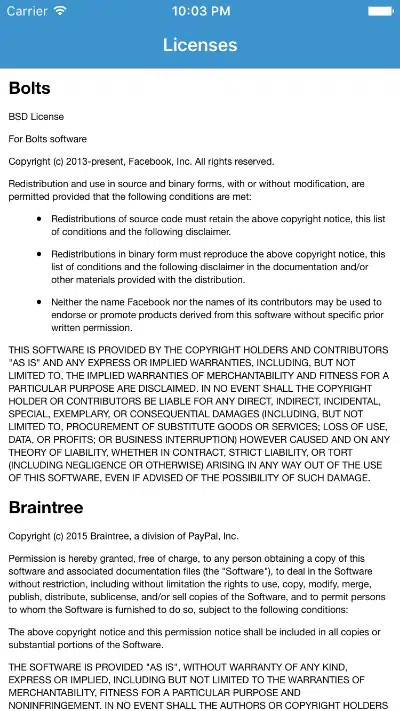 Carrier 10:03 PM
Licenses
Bolts
BSD License
For Bolts software
Copyright (c) 2013-present, Facebook, Inc. All rights reserved.
Redistribution and use in source and binary forms, with or without modification, are
permitted provided that the following conditions are met:
• Redistributions of source code must retain the above copyright notice, this list
of conditions and the following disclaimer.
• Redistributions in binary form must reproduce the above copyright notice, this
list of conditions and the following disclaimer in the documentation and/or
other materials provided with the distribution.
• Neither the name Facebook nor the names of its contributors may be used to
endorse or promote products derived from this software without specific prior
written permission.
THIS SOFTWARE IS PROVIDED BY THE COPYRIGHT HOLDERS AND CONTRIBUTORS
"AS IS" AND ANY EXPRESS OR IMPLIED WARRANTIES, INCLUDING, BUT NOT
LIMITED TO, THE IMPLIED WARRANTIES OF MERCHANTABILITY AND FITNESS FOR A
PARTICULAR PURPOSE ARE DISCLAIMED. IN NO EVENT SHALL THE COPYRIGHT
HOLDER OR CONTRIBUTORS BE LIABLE FOR ANY DIRECT, INDIRECT, INCIDENTAL,
SPECIAL, EXEMPLARY, OR CONSEQUENTIAL DAMAGES (INCLUDING, BUT NOT
LIMITED TO, PROCUREMENT OF SUBSTITUTE GOODS OR SERVICES; LOSS OF USE,
DATA, OR PROFITS; OR BUSINESS INTERRUPTION) HOWEVER CAUSED AND ON ANY
THEORY OF LIABILITY, WHETHER IN CONTRACT, STRICT LIABILITY, OR TORT
(INCLUDING NEGLIGENCE OR OTHERWISE) ARISING IN ANY WAY OUT OF THE USE
OF THIS SOFTWARE, EVEN IF ADVISED OF THE POSSIBILITY OF SUCH DAMAGE.
Braintree
Copyright (c) 2015 Braintree, a division of PayPal, Inc.
Permission is hereby granted, free of charge, to any person obtaining a copy of this
software and associated documentation files (the "Software"), to deal in the Software
without restriction, including without limitation the rights to use, copy, modify, merge,
publish, distribute, sublicense, and/or sell copies of the Software, and to permit persons
to whom the Software is furnished to do so, subject to the following conditions:
The above copyright notice and this permission notice shall be included in all copies or
substantial portions of the Software.
THE SOFTWARE IS PROVIDED "AS IS", WITHOUT WARRANTY OF ANY KIND,
EXPRESS OR IMPLIED, INCLUDING BUT NOT LIMITED TO THE WARRANTIES OF
MERCHANTABILITY, FITNESS FOR A PARTICULAR PURPOSE AND
NONINFRINGEMENT. IN NO EVENT SHALL THE AUTHORS OR COPYRIGHT HOLDERS